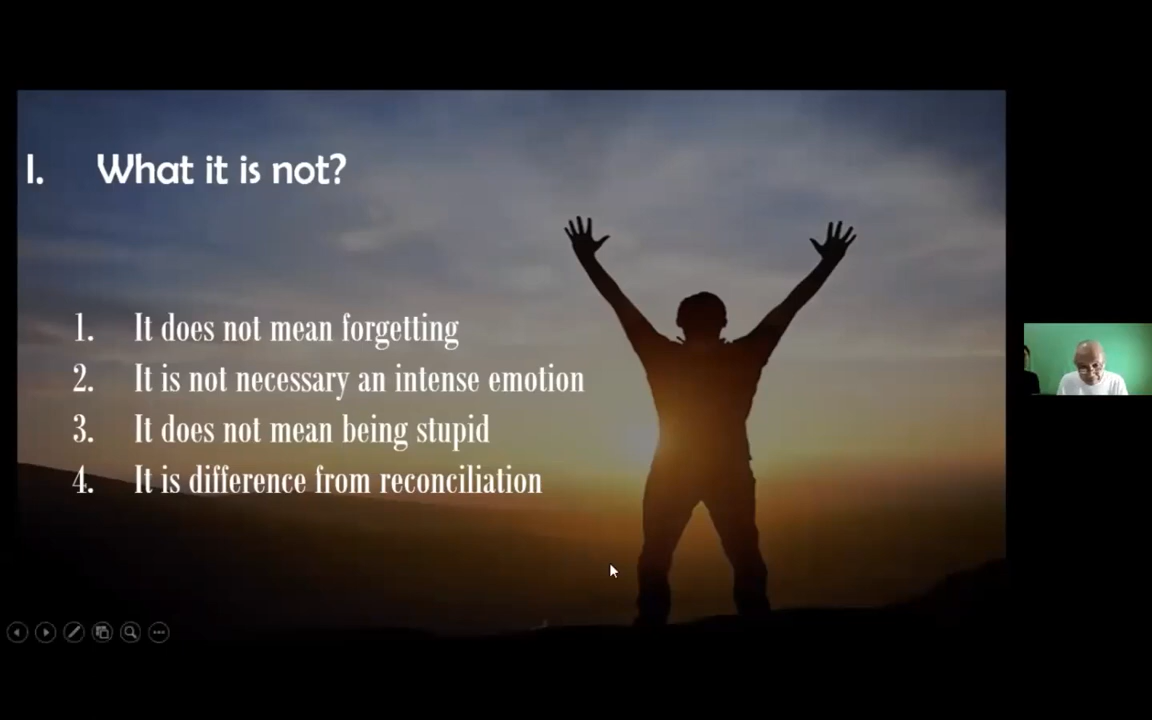 I. What it is not?
1. It does not mean forgetting
2. It is not necessary an intense emotion
3. It does not mean being stupid
4. It is difference from reconciliation